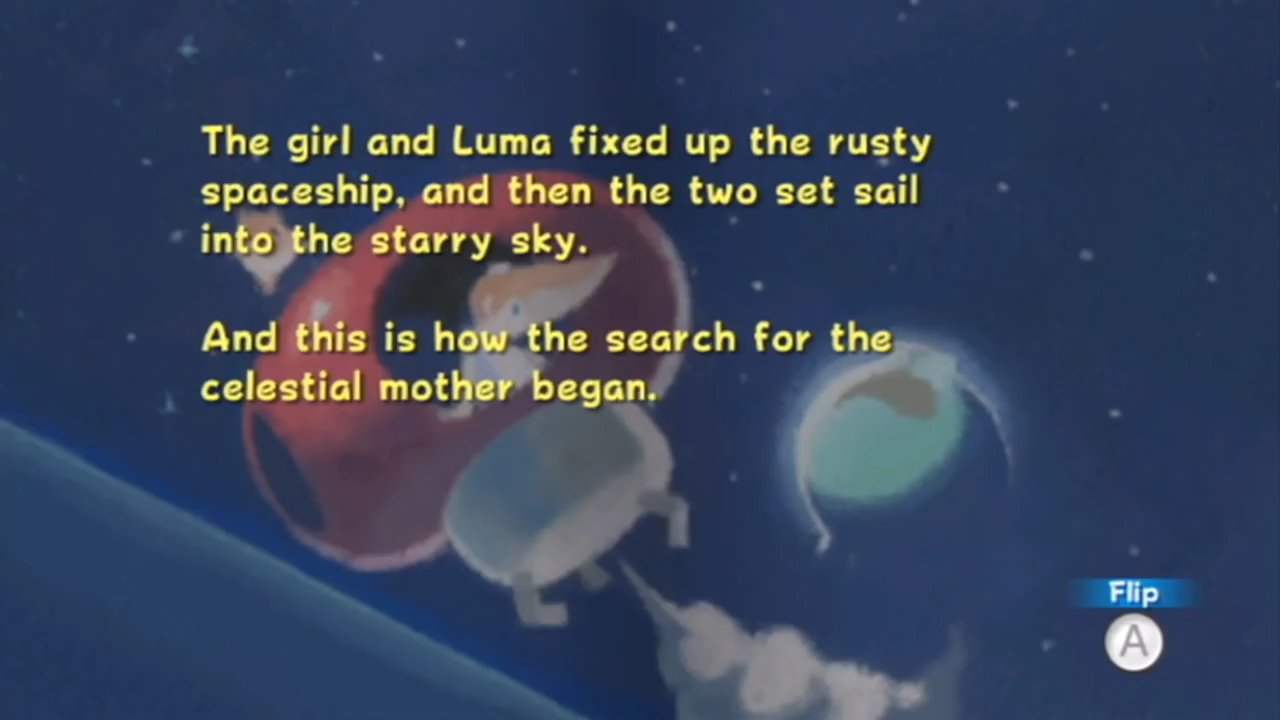 The girl and Luma fixed up the rusty
spaceship, and then the two set sail
into the starry sky.
And this is how the search for the
celestial mother began.
Flip
A